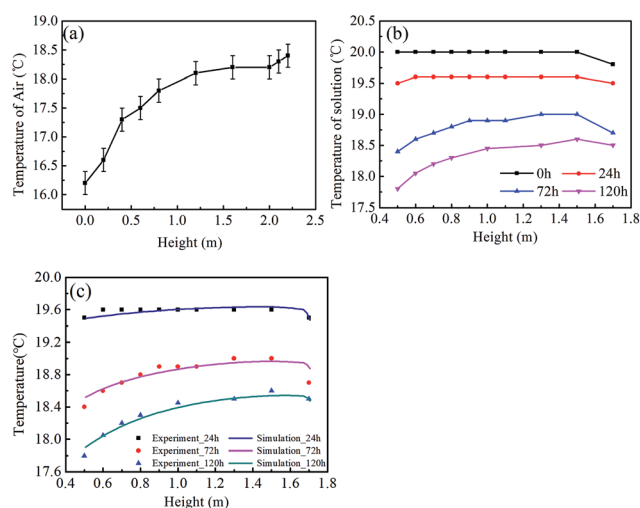 (a)
Temperature of Air (℃)
19.0
18.5
18.0
17.5
17.0
16.5
16.0
0.0 0.5 1.0 1.5 2.0 2.5
Height (m)
(b)
Temperature of solution (℃)
20.5
20.0
19.5
19.0
18.5
18.0
17.5
0h 24h
72h 120h
0.4 0.6 0.8 1.0 1.2 1.4 1.6 1.8
Height (m)
(c)
Temperature(℃)
20.0
19.6
19.2
18.8
18.4
18.0
17.6
Experiment_24h Simulation_24h
Experiment_72h Simulation_72h
Experiment_120h Simulation_120h
0.4 0.6 0.8 1.0 1.2 1.4 1.6 1.8
Height (m)